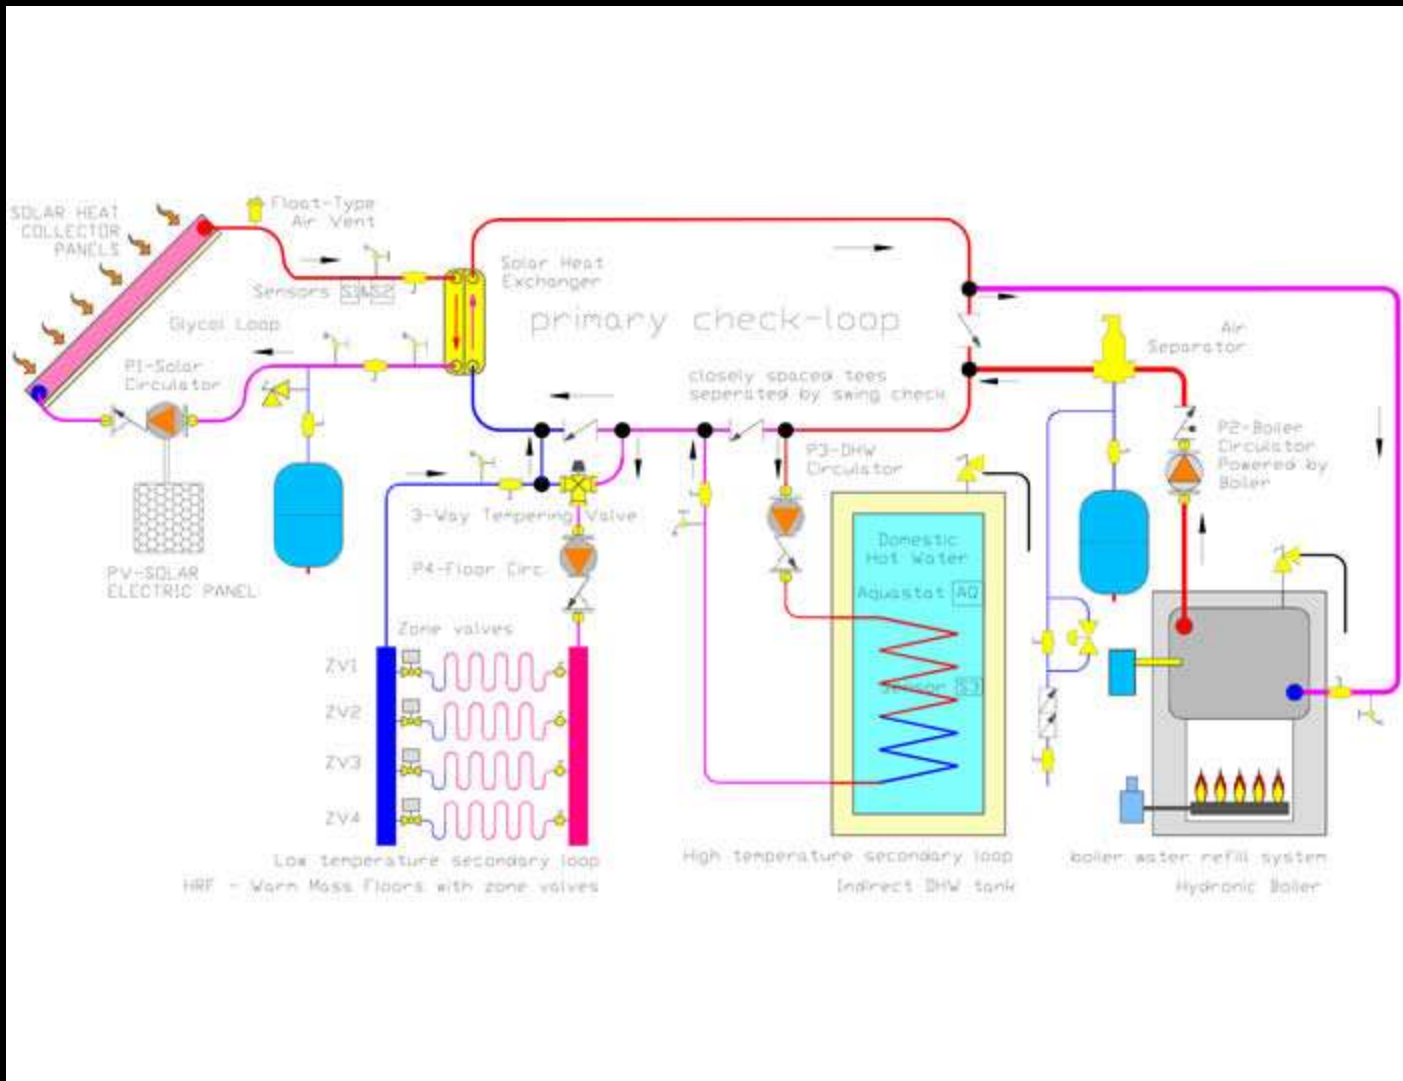 SOLAR HEAT
COLLECTOR
PANELS
Float-Type
Air Vent
Sensors S1&S2
Solar Heat
Exchanger
Glycol Loop
P1-Solar
Circulator
PV-SOLAR
ELECTRIC PANEL
primary check-loop
closely spaced tees
seperated by swing check
Air
Separator
P2-Boiler
Circulator
Powered by
Boiler
P3-DHW
Circulator
3-Way Tempering Valve
P4-Floor Circ.
Domestic
Hot Water
Aquastat AQ
Sensor S3
Zone valves
ZV1
ZV2
ZV3
ZV4
Low temperature secondary loop
HRF - Warm Mass Floors with zone valves
High temperature secondary loop
Indirect DHW tank
boiler water refill system
Hydronic Boiler